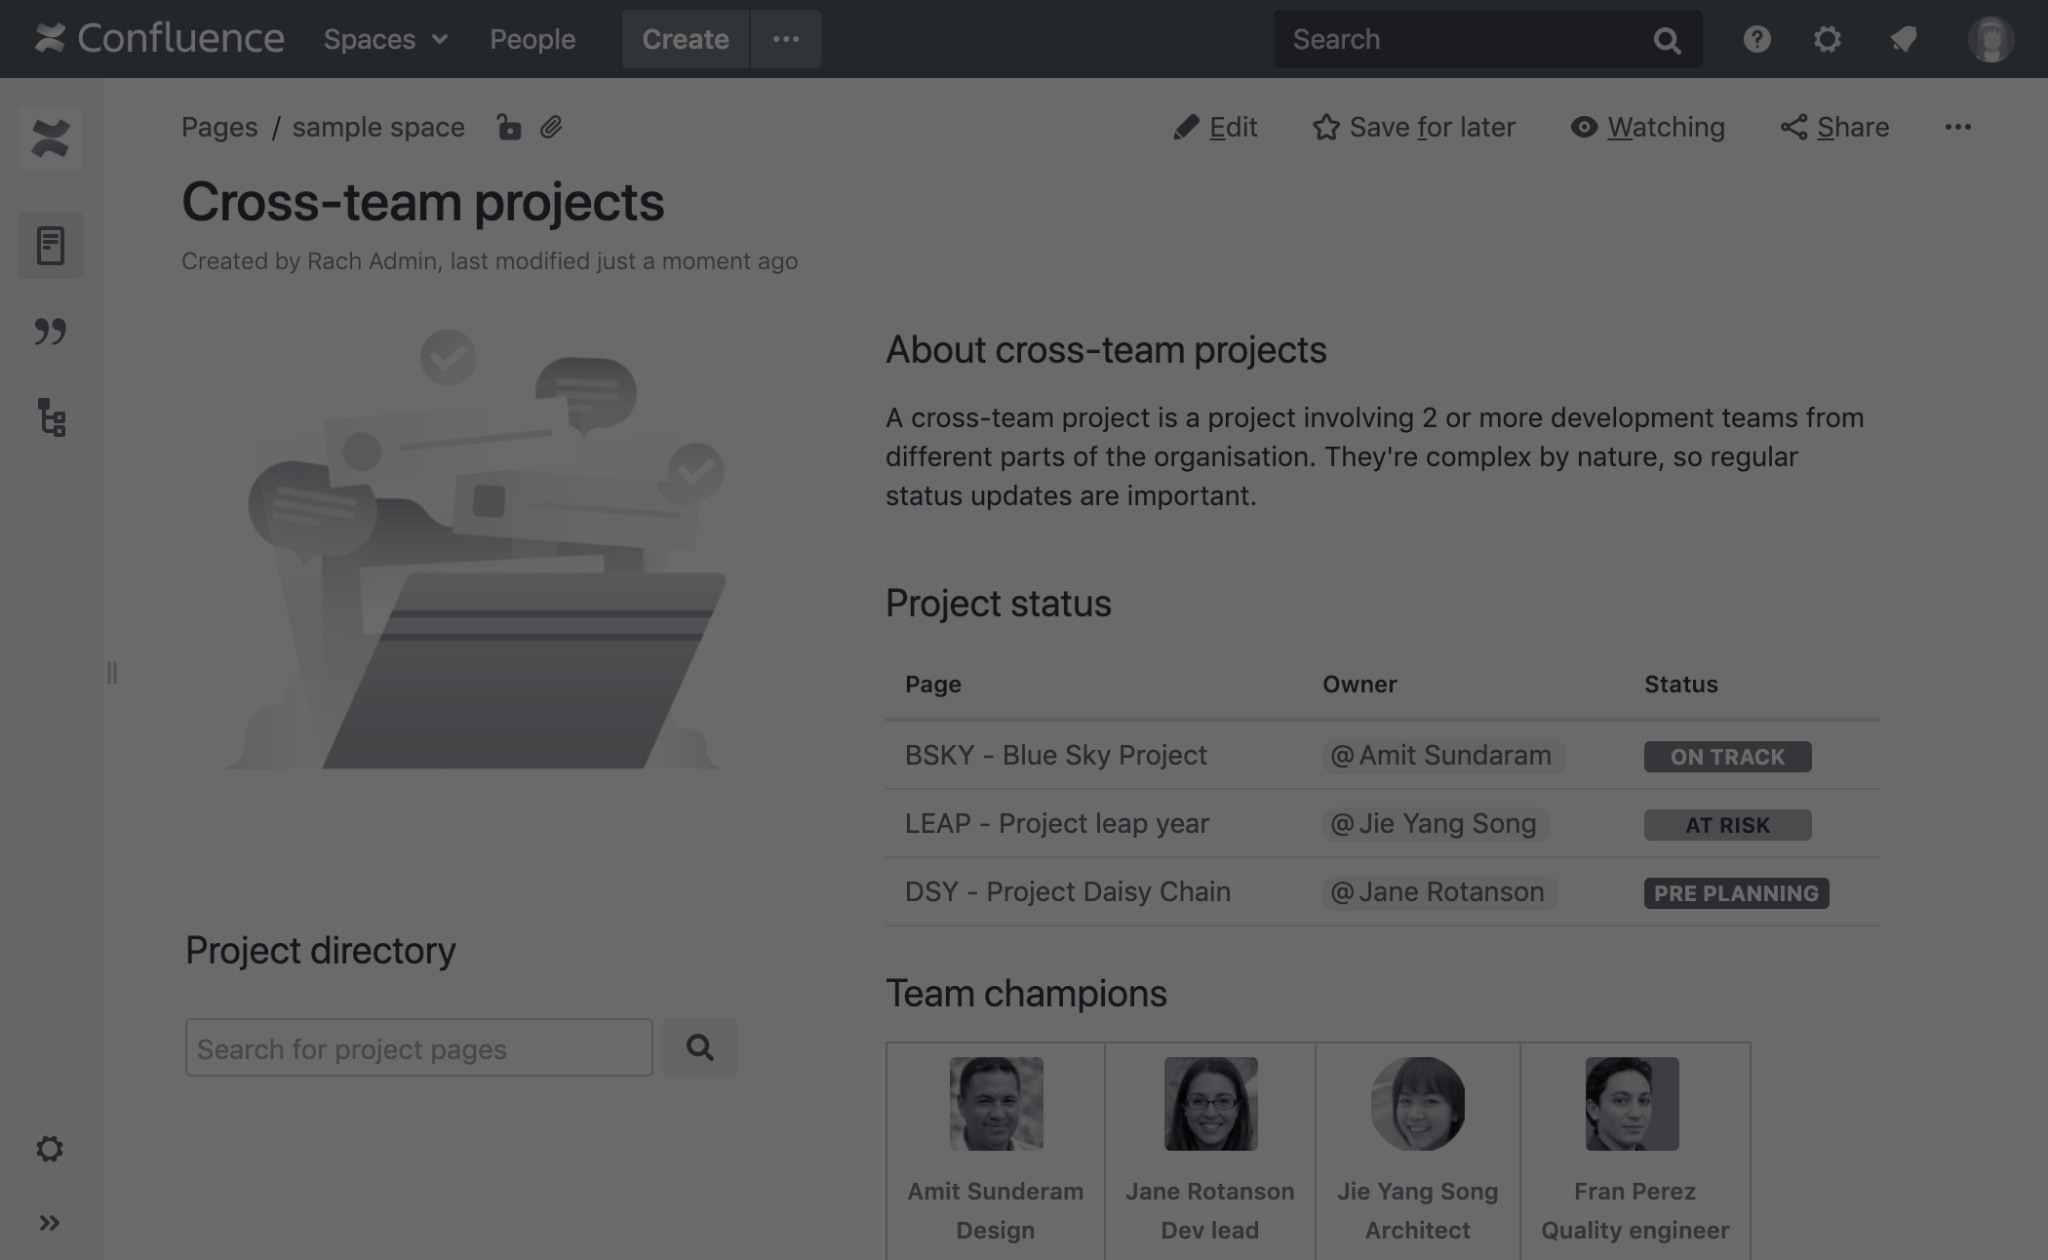 Confluence Spaces People Create ••• Search
Pages / sample space Edit Save for later Watching Share •••
Cross-team projects
Created by Rach Admin, last modified just a moment ago
About cross-team projects
A cross-team project is a project involving 2 or more development teams from
different parts of the organisation. They're complex by nature, so regular
status updates are important.
Project status
Page Owner Status
BSKY - Blue Sky Project @Amit Sundaram ON TRACK
LEAP - Project leap year @Jie Yang Song AT RISK
DSY - Project Daisy Chain @Jane Rotanson PRE PLANNING
Project directory
Search for project pages
Team champions
Amit Sunderam Jane Rotanson Jie Yang Song Fran Perez
Design Dev lead Architect Quality engineer